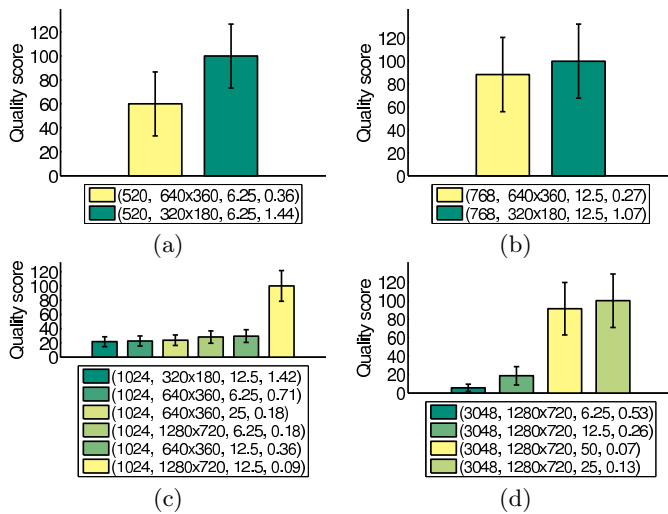 120
100
80
60
40
20
0
Quality score
(520, 640x360, 6.25, 0.36)
(520, 320x180, 6.25, 1.44)
(a)
120
100
80
60
40
20
0
Quality score
(768, 640x360, 12.5, 0.27)
(768, 320x180, 12.5, 1.07)
(b)
120
100
80
60
40
20
0
Quality score
(1024, 320x180, 12.5, 1.42)
(1024, 640x360, 6.25, 0.71)
(1024, 640x360, 25, 0.18)
(1024, 1280x720, 6.25, 0.18)
(1024, 640x360, 12.5, 0.36)
(1024, 1280x720, 12.5, 0.09)
(c)
120
100
80
60
40
20
0
Quality score
(3048, 1280x720, 6.25, 0.53)
(3048, 1280x720, 12.5, 0.26)
(3048, 1280x720, 50, 0.07)
(3048, 1280x720, 25, 0.13)
(d)